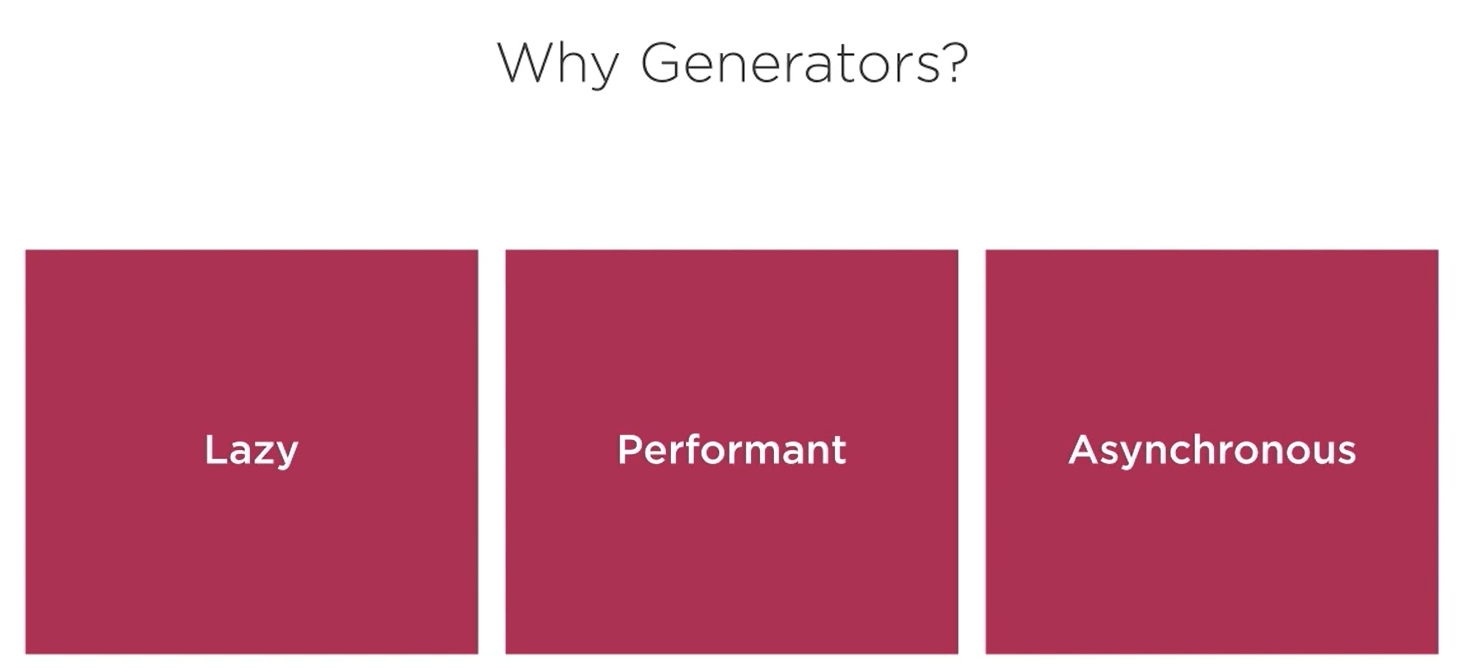 Why Generators?
Lazy
Performant
Asynchronous